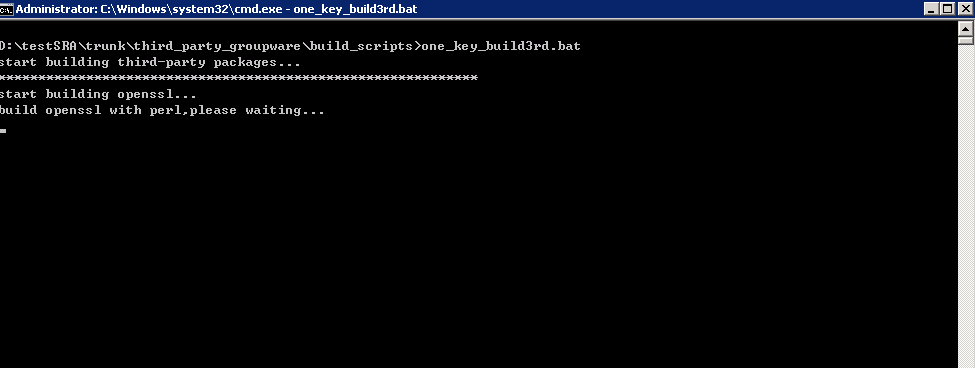 Administrator: C:\Windows\system32\cmd.exe - one_key_build3rd.bat
D:\testSRA\trunk\third_party_groupware\build_scripts>one_key_build3rd.bat
start building third-party packages...
************************************************************
start building openssl...
build openssl with perl,please waiting...